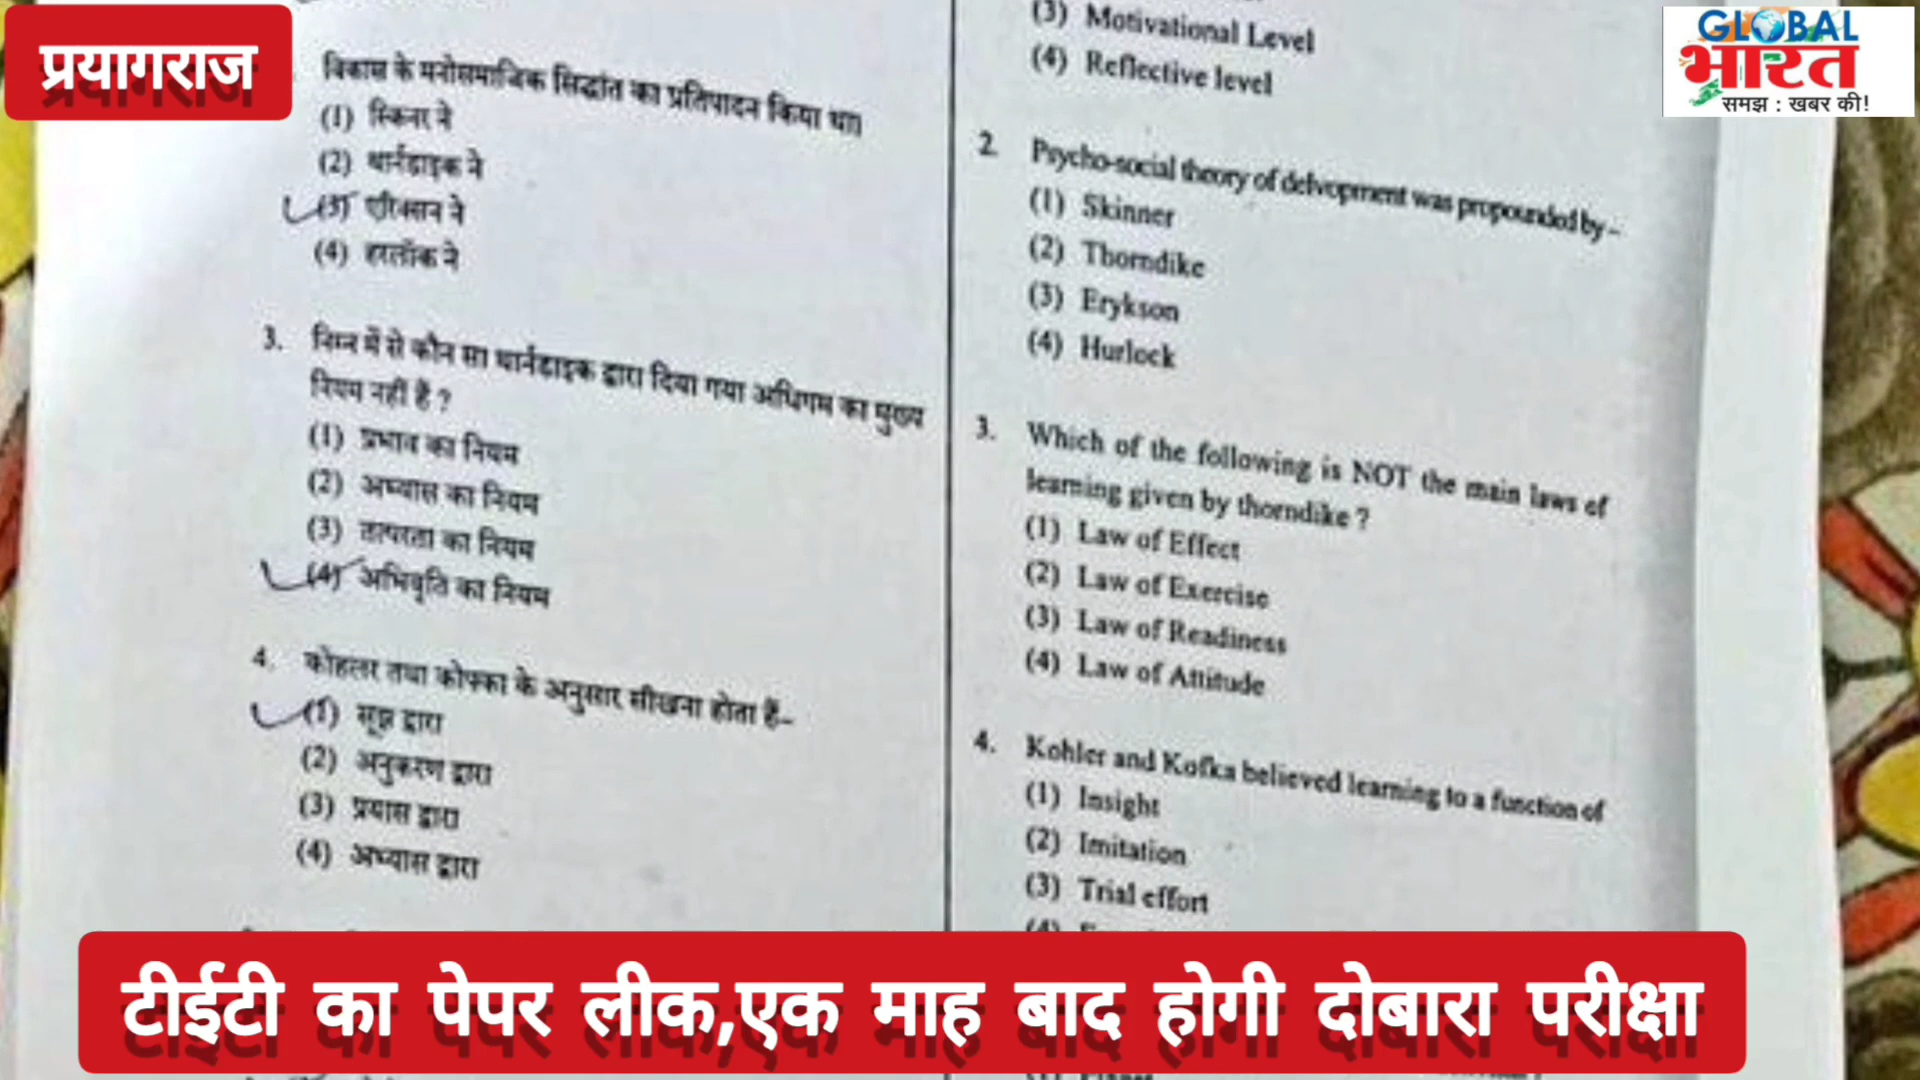 प्रयागराज
GLOBAL
भारत
समझ : खबर की!
विकास के मनोसमाजिक सिद्धांत का प्रतिपादन किया था
(1) स्किनर ने
(2) थार्नडाइक ने
(3) एरिक्सन ने
(4) हरलॉक ने
3. निम्न में से कौन सा थार्नडाइक द्वारा दिया गया अधिगम का मुख्य
नियम नहीं है ?
(1) प्रभाव का नियम
(2) अभ्यास का नियम
(3) तत्परता का नियम
(4) अभिवृति का नियम
4. कोहलर तथा कोफ्का के अनुसार सीखना होता हैं–
(1) सूझ द्वारा
(2) अनुकरण द्वारा
(3) प्रयास द्वारा
(4) अभ्यास द्वारा
(3) Motivational Level
(4) Reflective level
2. Psycho-social theory of delvopment was propounded by –
(1) Skinner
(2) Thorndike
(3) Erykson
(4) Hurlock
3. Which of the following is NOT the main laws of
learning given by thorndike ?
(1) Law of Effect
(2) Law of Exercise
(3) Law of Readiness
(4) Law of Attitude
4. Kohler and Kofka believed learning to a function of
(1) Insight
(2) Imitation
(3) Trial effort
टीईटी का पेपर लीक,एक माह बाद होगी दोबारा परीक्षा